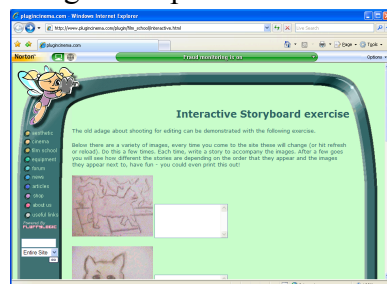 plugincinema.com - Windows Internet Explorer
http://www.plugincinema.com/plugin/film_school/interactive.html
Live Search
plugincinema.com
Page
Tools
Norton
Fraud monitoring is on
Options
Interactive Storyboard exercise
The old adage about shooting for editing can be demonstrated with the following exercise.
Below there are a variety of images, every time you come to the site these will change (or hit refresh
or reload). Do this a few times. Each time, write a story to accompany the images. After a few goes
you will see how different the stories are depending on the order that they appear and the images
they appear next to, have fun - you could even print this out!
aesthetic
cinema
film school
equipment
forum
news
articles
shop
about us
useful links
Powered By
FLUFFYLOGIC
Entire Site